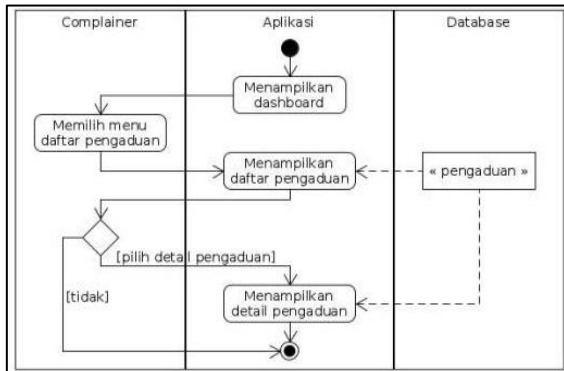 Complainer
Aplikasi
Database
Menampilkan
dashboard
Memilih menu
daftar pengaduan
Menampilkan
daftar pengaduan
« pengaduan »
[pilih detail pengaduan]
[tidak]
Menampilkan
detail pengaduan